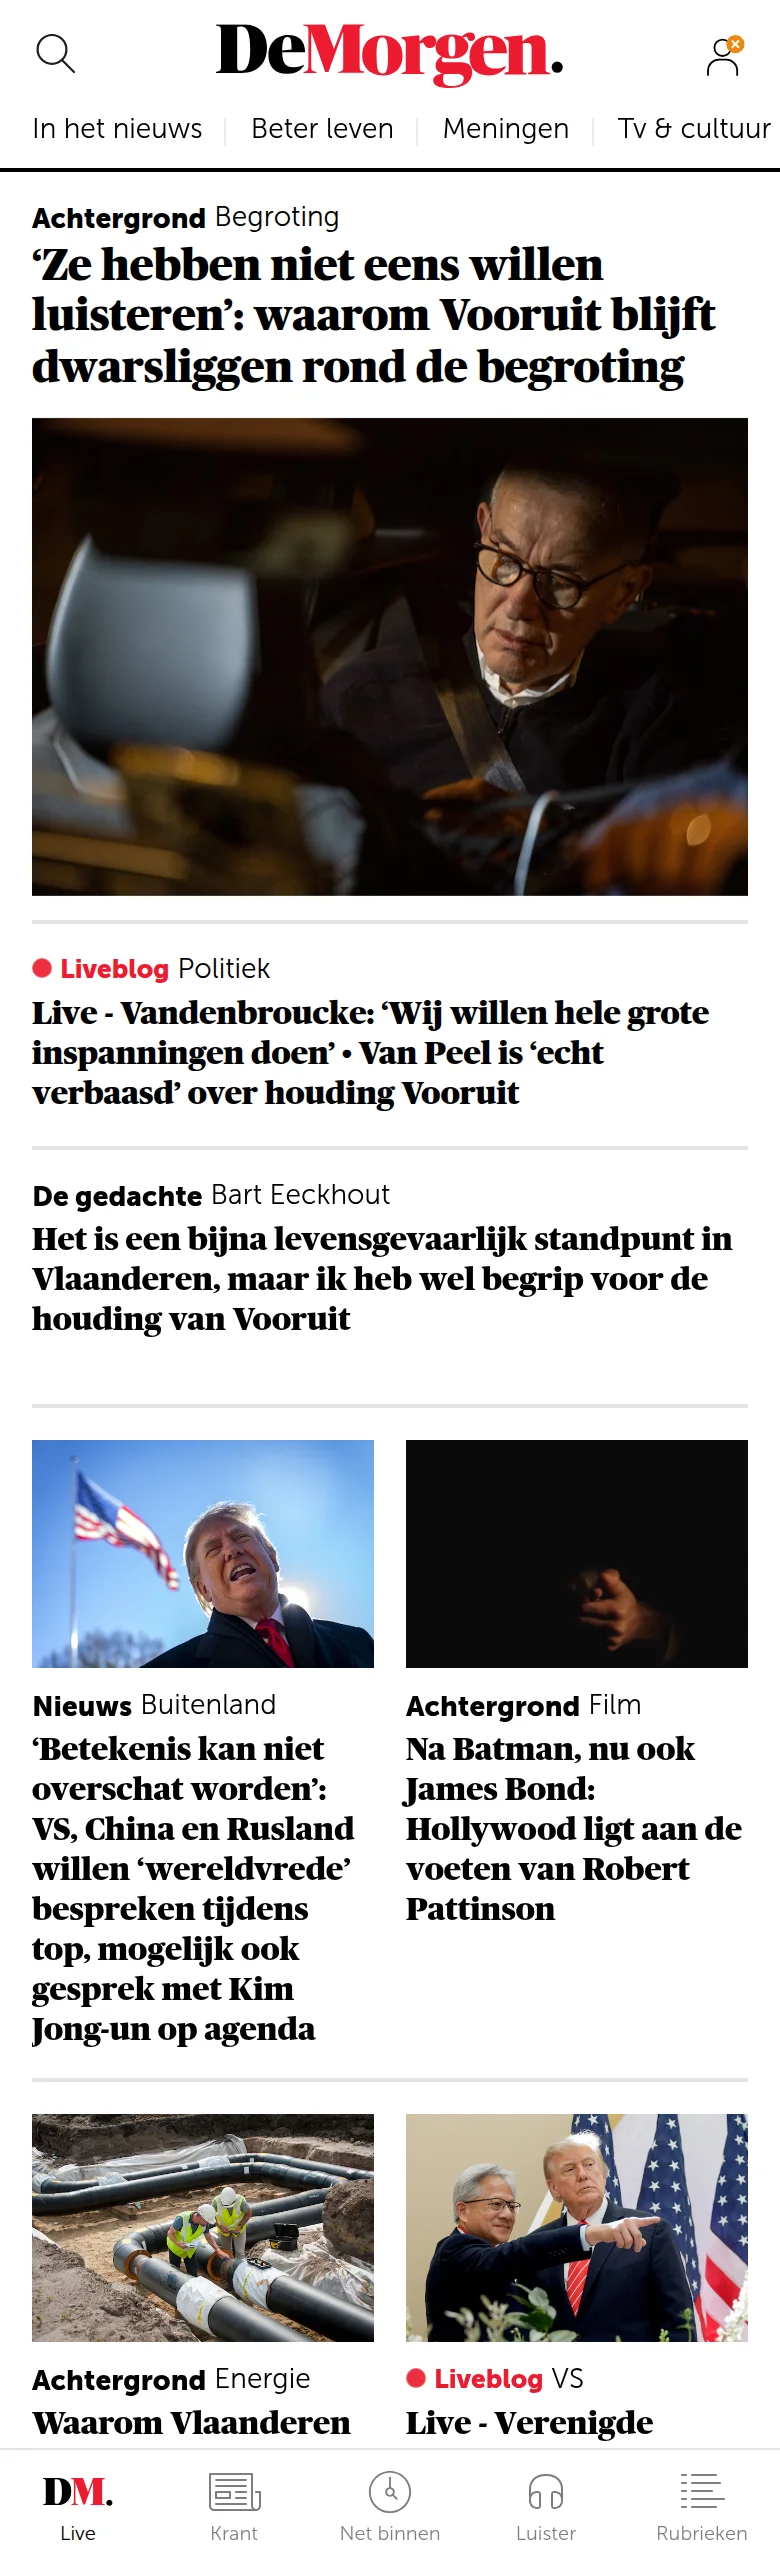 DeMorgen.
In het nieuws
Beter leven
Meningen
Tv & cultuur
Achtergrond Begroting
‘Ze hebben niet eens willen
luisteren’: waarom Vooruit blijft
dwarsliggen rond de begroting
Liveblog Politiek
Live - Vandenbroucke: ‘Wij willen hele grote
inspanningen doen’ • Van Peel is ‘echt
verbaasd’ over houding Vooruit
De gedachte Bart Eeckhout
Het is een bijna levensgevaarlijk standpunt in
Vlaanderen, maar ik heb wel begrip voor de
houding van Vooruit
Nieuws Buitenland
‘Betekenis kan niet
overschat worden’:
VS, China en Rusland
willen ‘wereldvrede’
bespreken tijdens
top, mogelijk ook
gesprek met Kim
Jong-un op agenda
Achtergrond Film
Na Batman, nu ook
James Bond:
Hollywood ligt aan de
voeten van Robert
Pattinson
Achtergrond Energie
Waarom Vlaanderen
Liveblog VS
Live - Verenigde
DM.
Live
Krant
Net binnen
Luister
Rubrieken